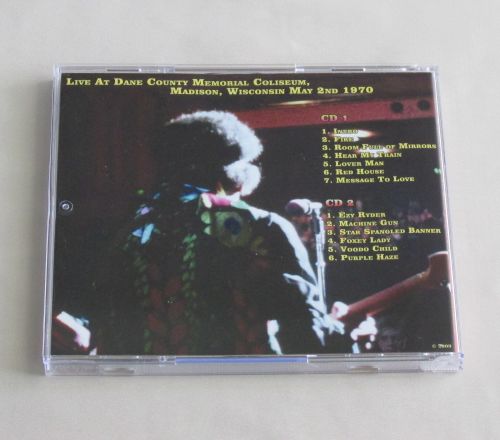 Live At Dane County Memorial Coliseum,
Madison, Wisconsin May 2nd 1970
CD 1
1. Intro
2. Fire
3. Room Full of Mirrors
4. Hear My Train
5. Lover Man
6. Red House
7. Message To Love
CD 2
1. Ezy Ryder
2. Machine Gun
3. Star Spangled Banner
4. Foxey Lady
5. Voodo Child
6. Purple Haze